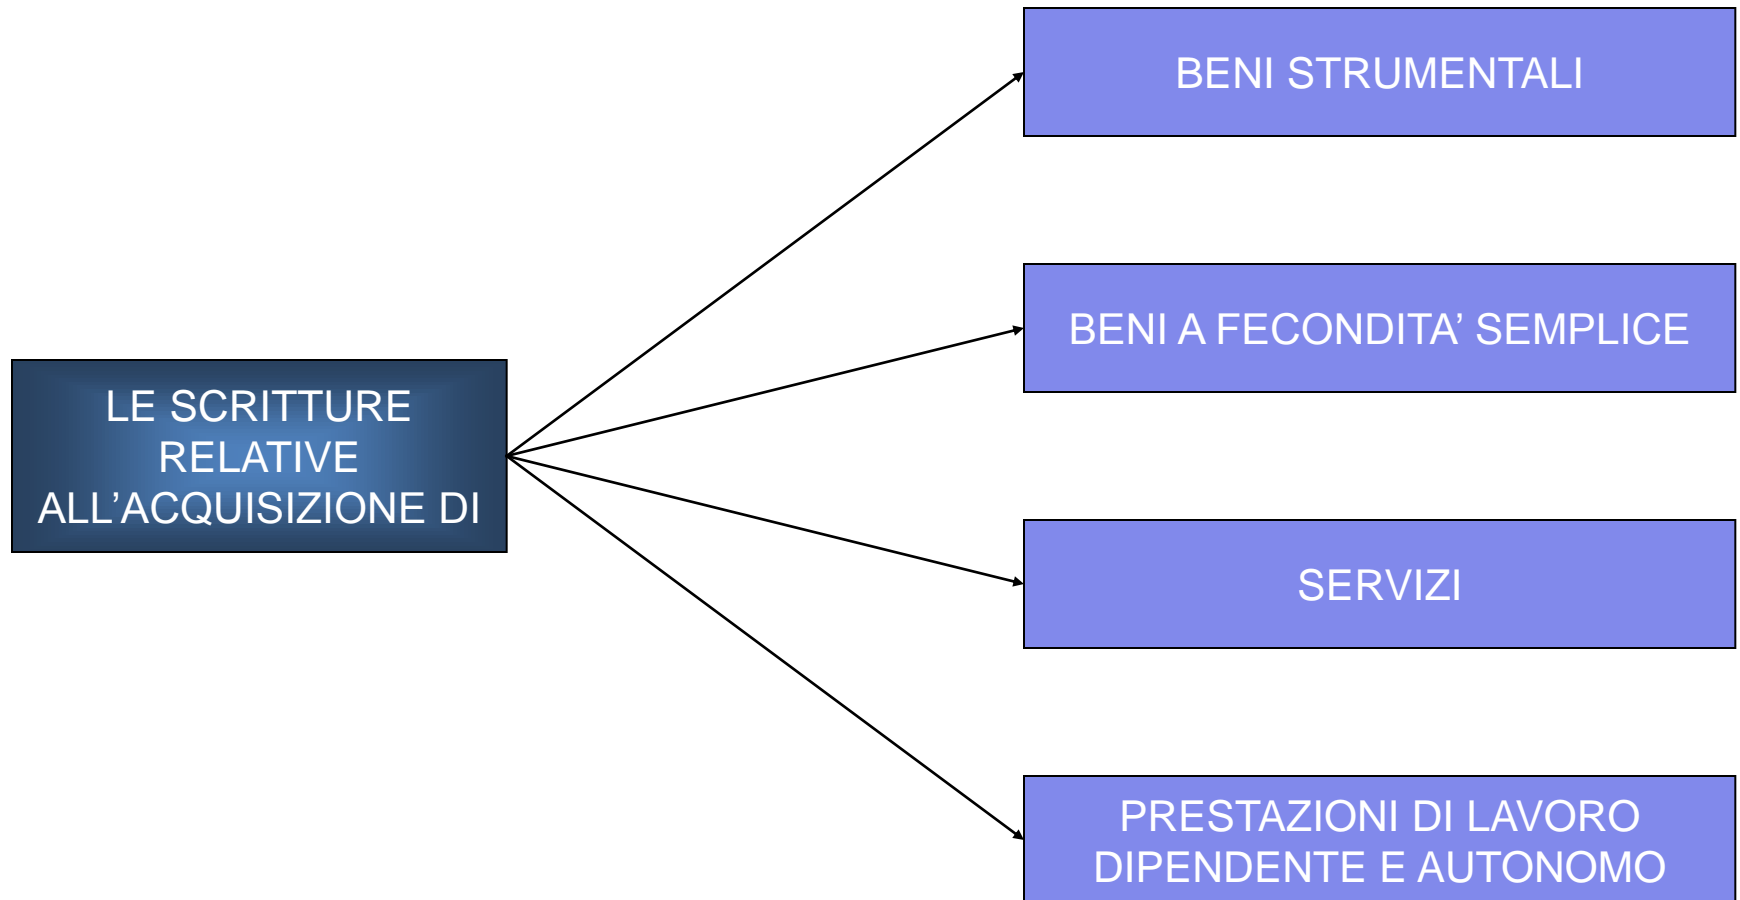 LE SCRITTURE
RELATIVE
ALL’ACQUISIZIONE DI
BENI STRUMENTALI
BENI A FECONDITA’ SEMPLICE
SERVIZI
PRESTAZIONI DI LAVORO
DIPENDENTE E AUTONOMO